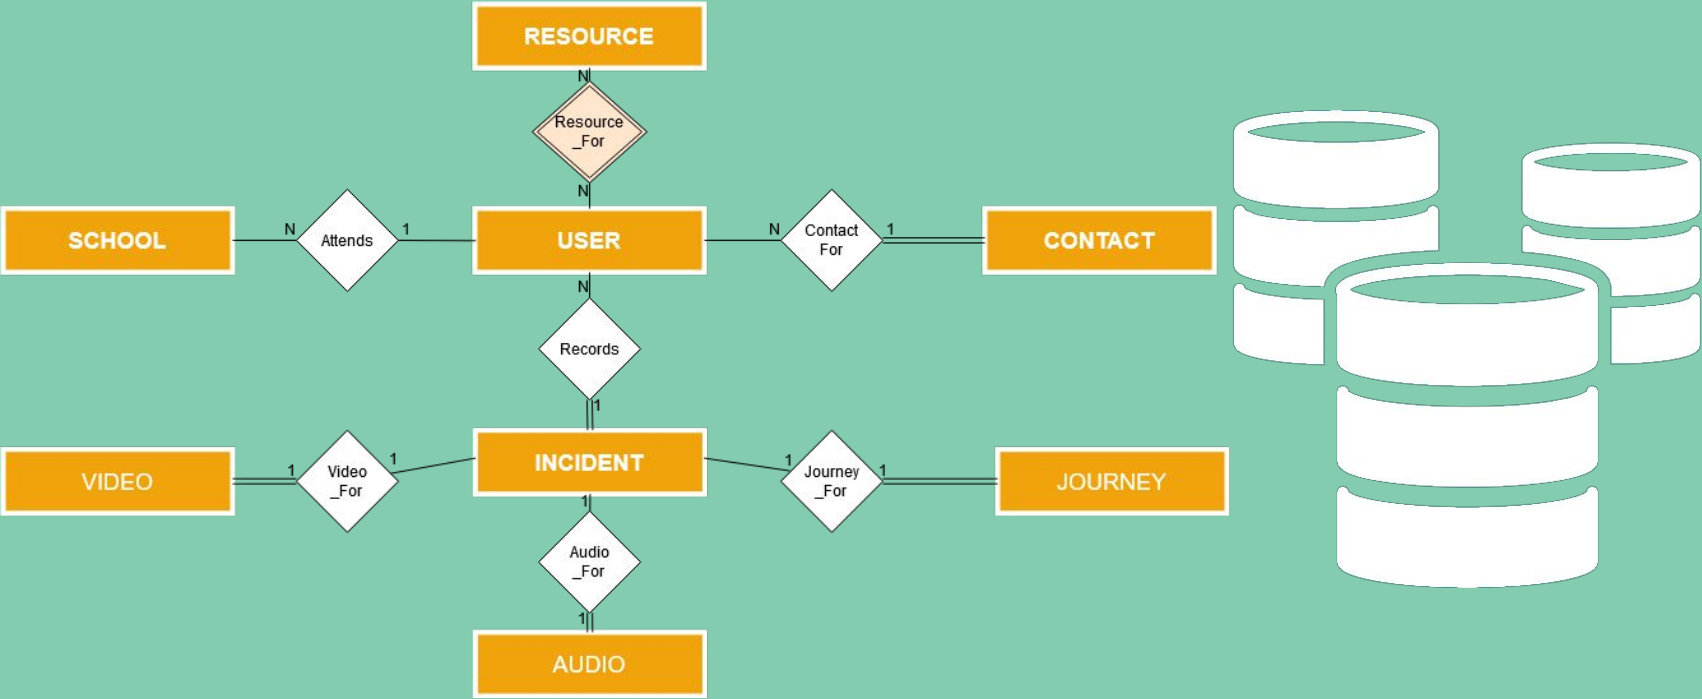 RESOURCE
N
Resource
_For
N
SCHOOL
N
Attends
1
USER
N
Contact
For
1
CONTACT
N
Records
1
VIDEO
1
Video
_For
1
INCIDENT
1
Journey
_For
1
JOURNEY
1
Audio
_For
1
AUDIO